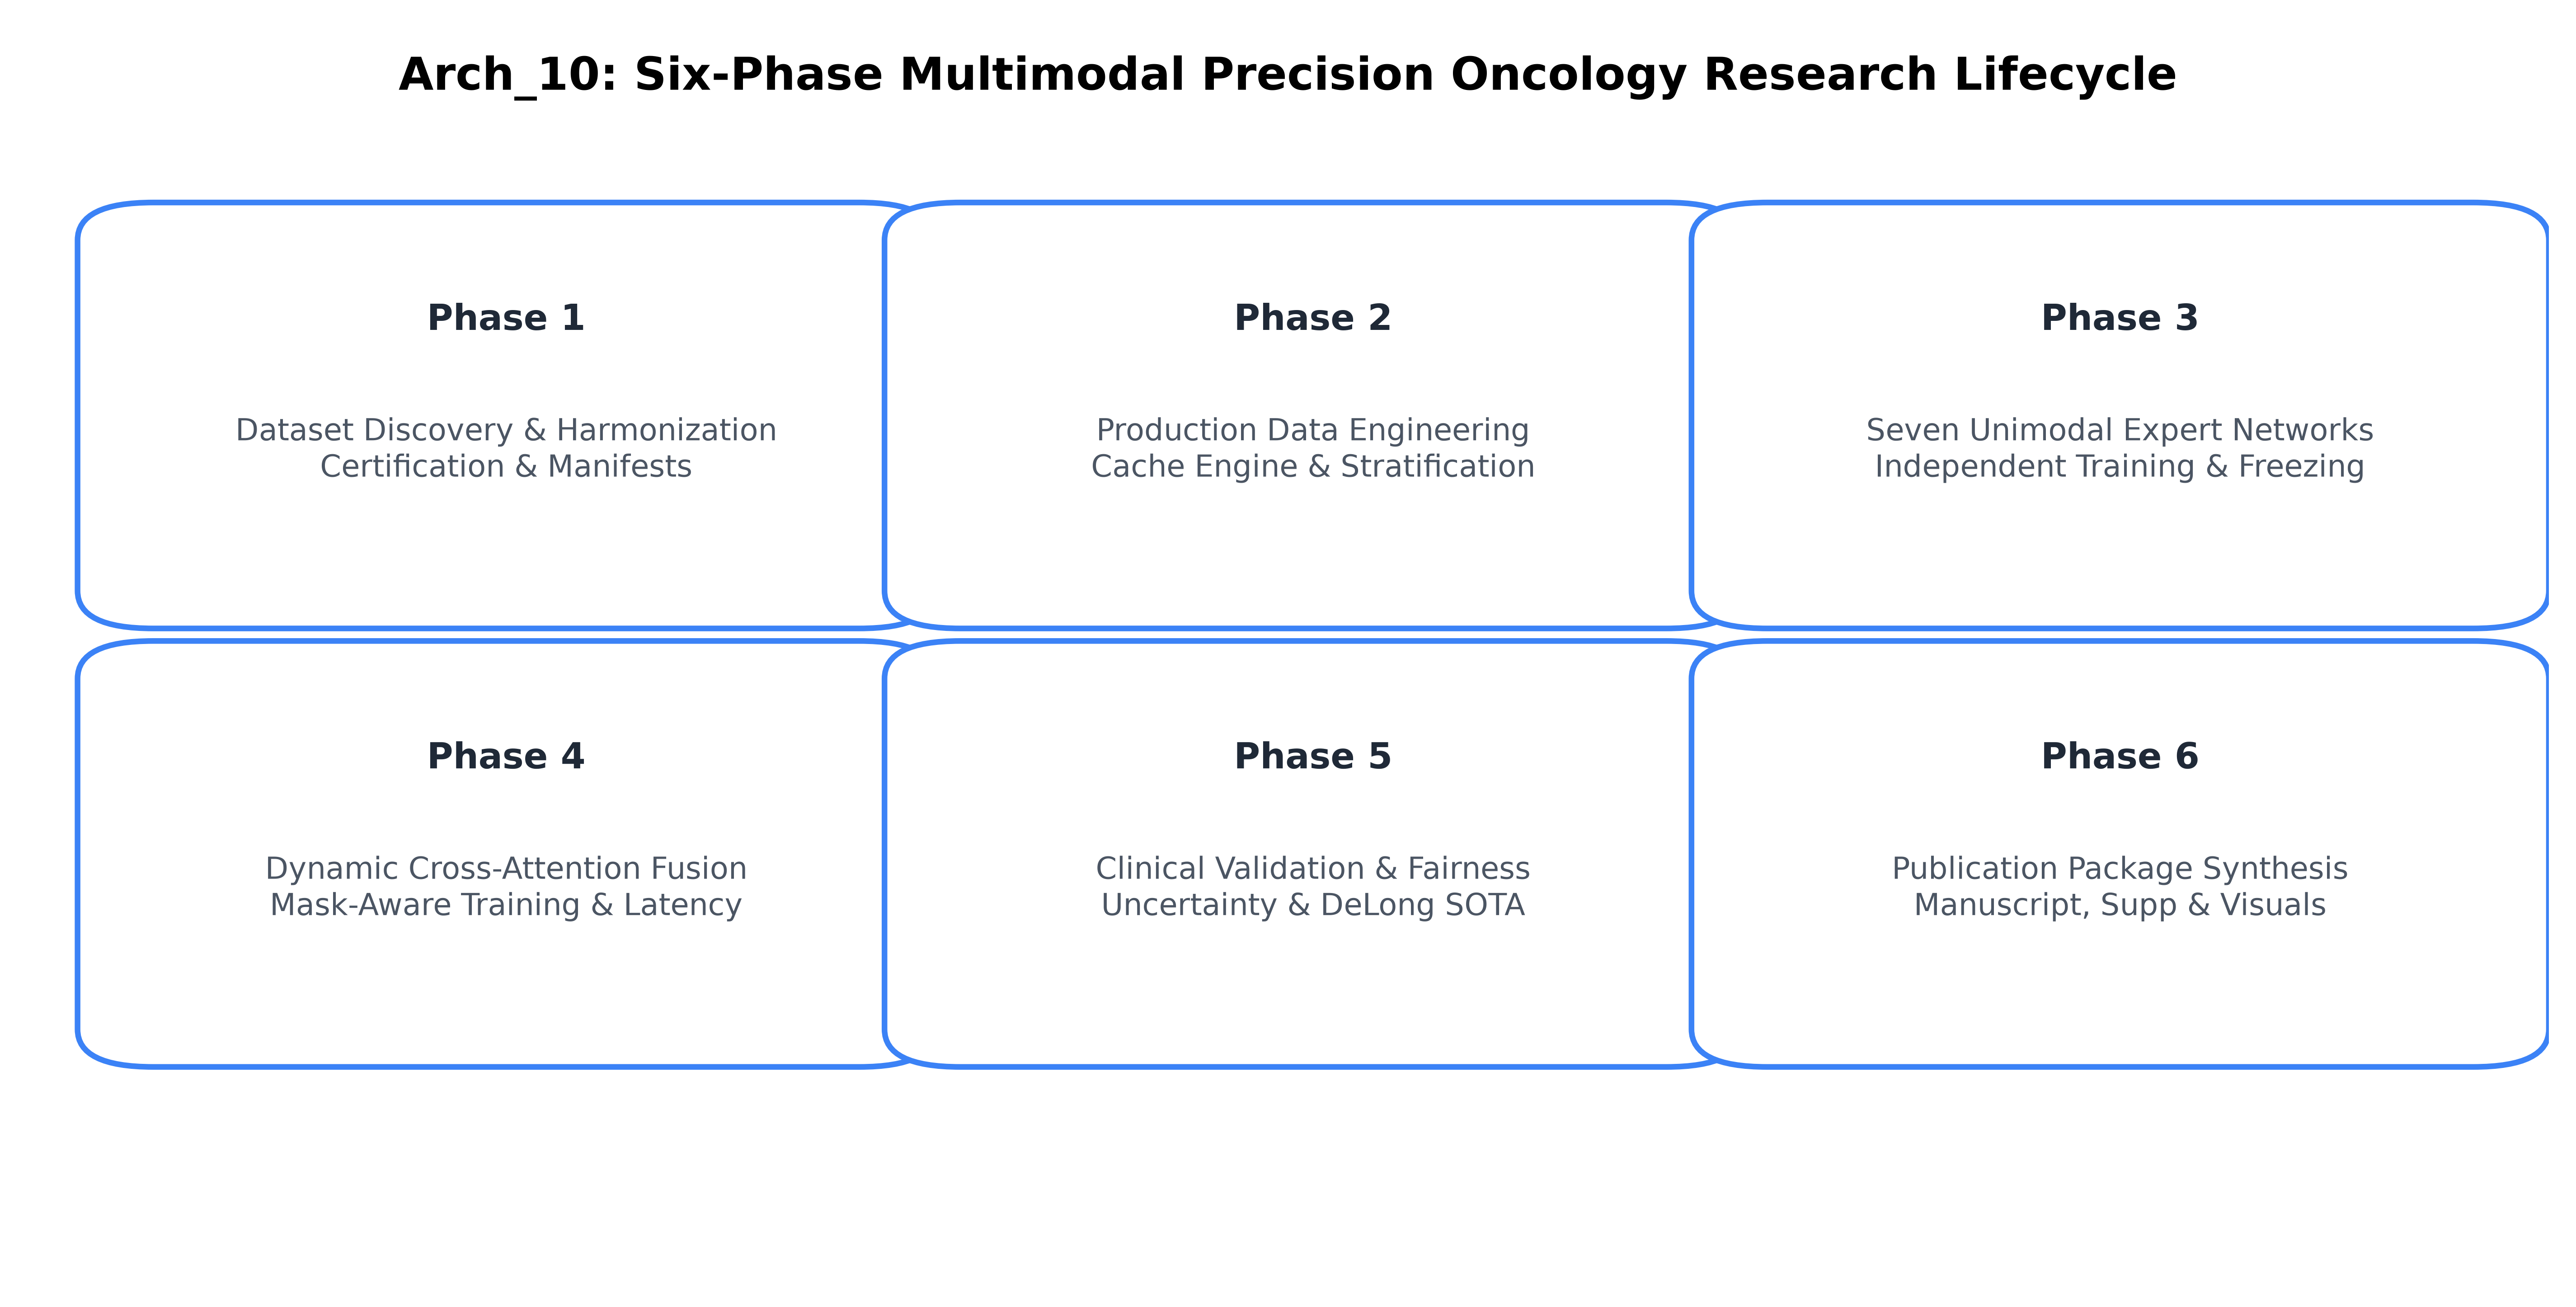 Arch_10: Six-Phase Multimodal Precision Oncology Research Lifecycle
Phase 1
Dataset Discovery & Harmonization
Certification & Manifests
Phase 2
Production Data Engineering
Cache Engine & Stratification
Phase 3
Seven Unimodal Expert Networks
Independent Training & Freezing
Phase 4
Dynamic Cross-Attention Fusion
Mask-Aware Training & Latency
Phase 5
Clinical Validation & Fairness
Uncertainty & DeLong SOTA
Phase 6
Publication Package Synthesis
Manuscript, Supp & Visuals